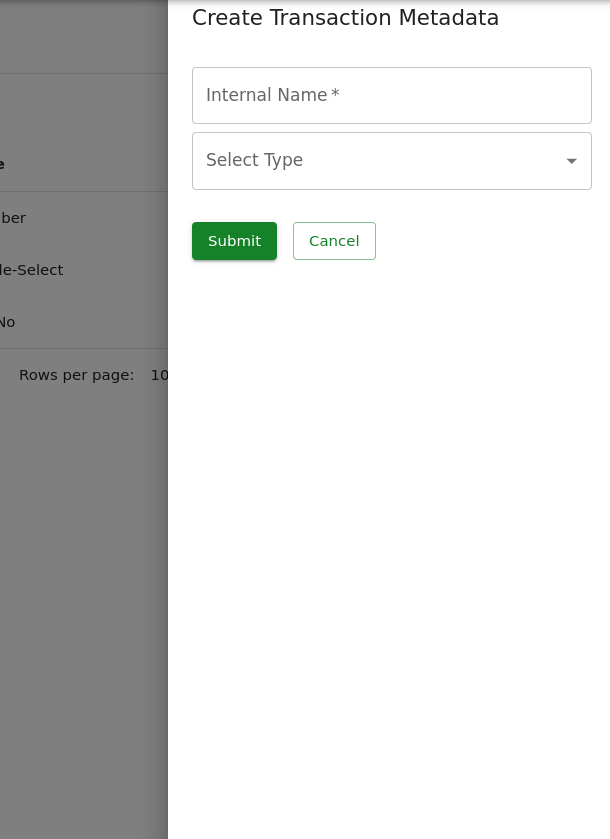 Create Transaction Metadata
Internal Name *
Select Type
Submit Cancel
e
ber
le-Select
No
Rows per page: 10